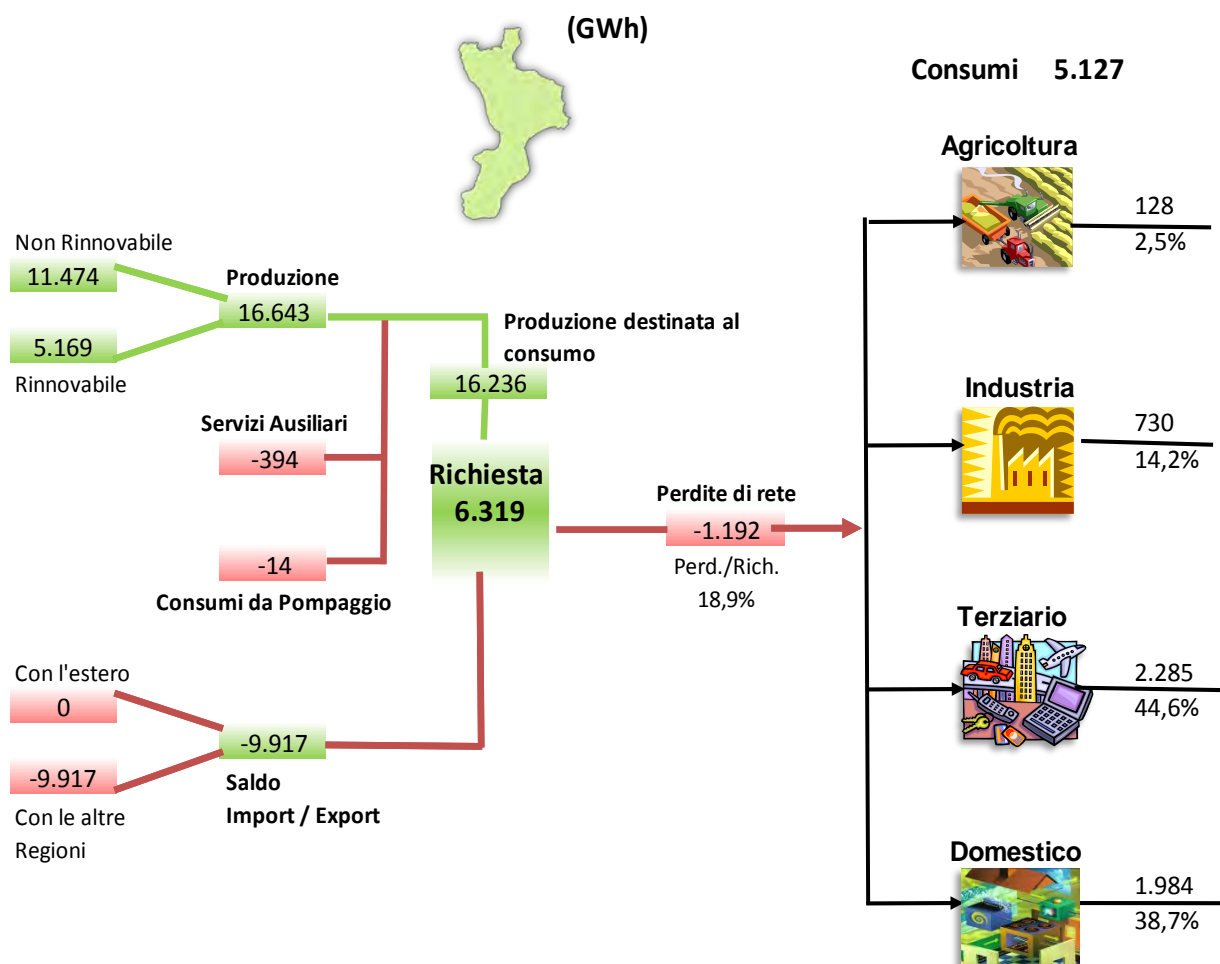 (GWh)
Consumi 5.127
Agricoltura
128
2,5%
Non Rinnovabile
11.474
Produzione
16.643
5.169
Rinnovabile
Produzione destinata al
consumo
16.236
Industria
730
14,2%
Servizi Ausiliari
-394
Richiesta
6.319
Perdite di rete
-1.192
Perd./Rich.
18,9%
-14
Consumi da Pompaggio
Terziario
2.285
44,6%
Con l'estero
0
-9.917
Saldo
Import / Export
-9.917
Con le altre
Regioni
Domestico
1.984
38,7%